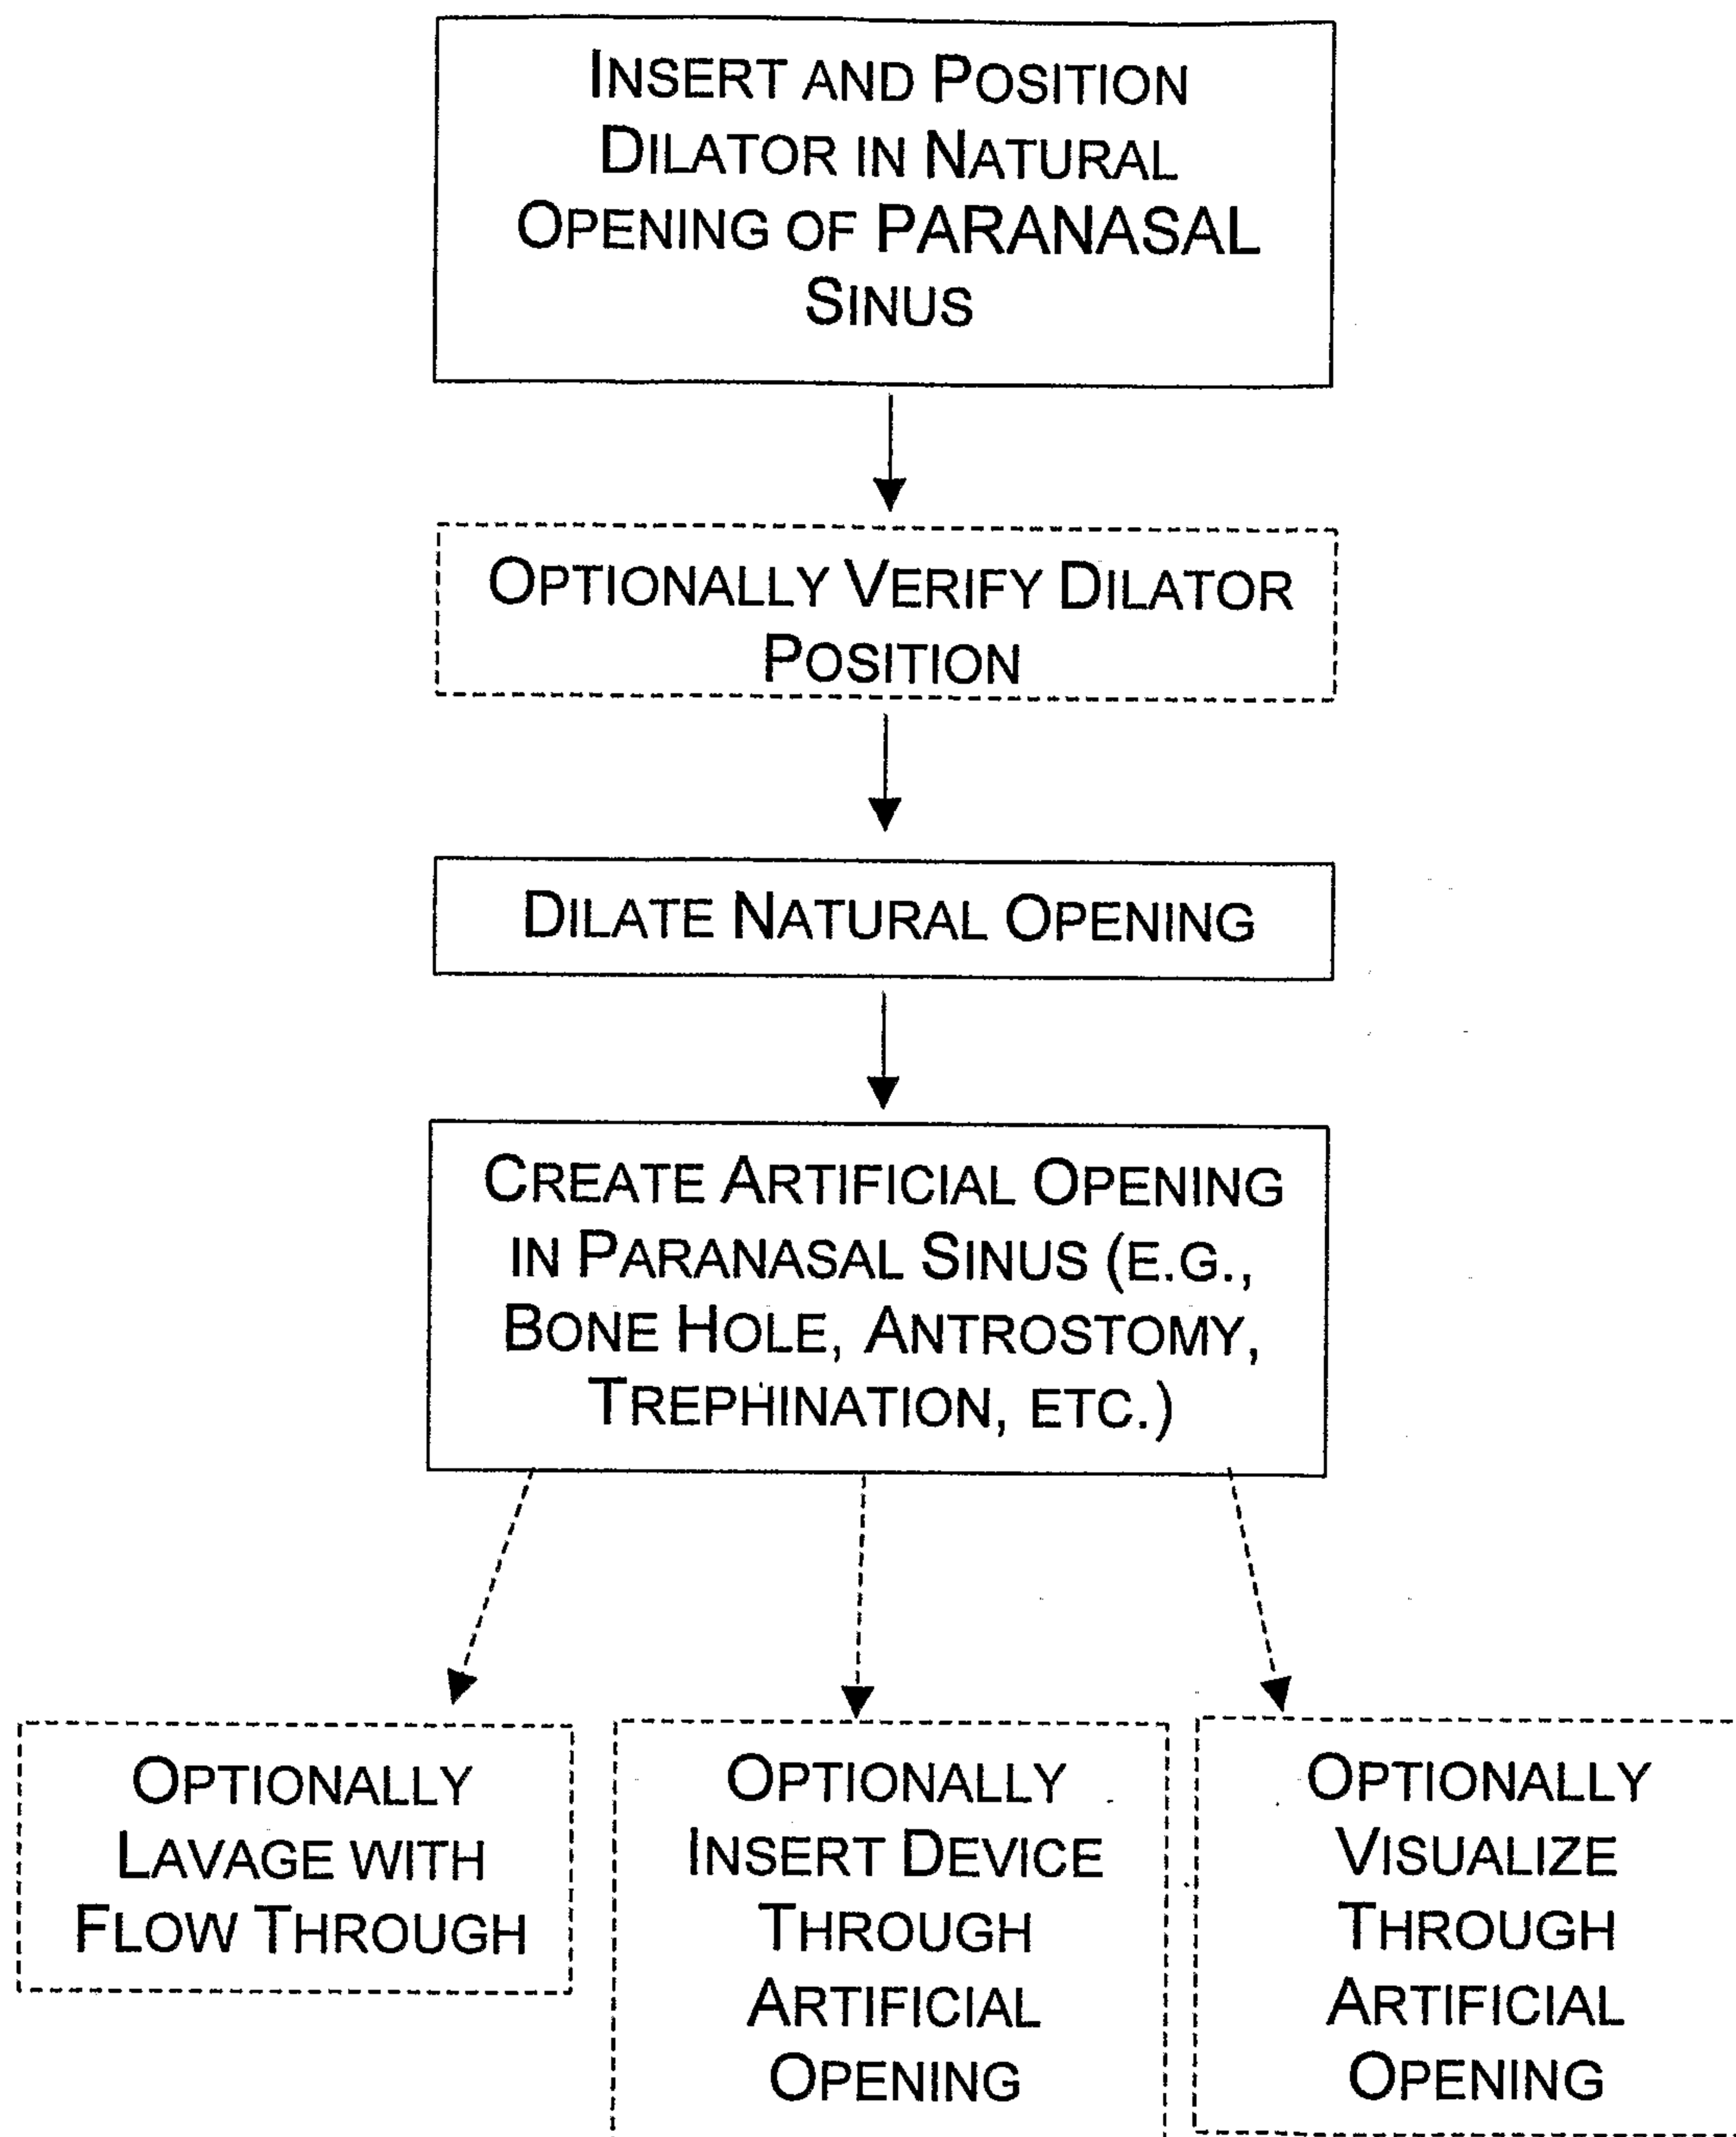 INSERT AND POSITION
DILATOR IN NATURAL
OPENING OF PARANASAL
SINUS
OPTIONALLY VERIFY DILATOR
POSITION
DILATE NATURAL OPENING
CREATE ARTIFICIAL OPENING
IN PARANASAL SINUS (E.G.,
BONE HOLE, ANTROSTOMY,
TREPHINATION, ETC.)
OPTIONALLY
LAVAGE WITH
FLOW THROUGH
OPTIONALLY
INSERT DEVICE
THROUGH
ARTIFICIAL
OPENING
OPTIONALLY
VISUALIZE
THROUGH
ARTIFICIAL
OPENING